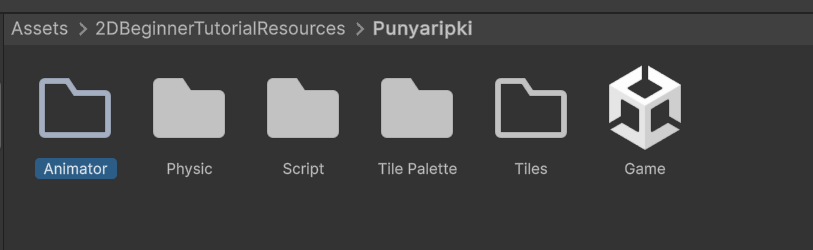 Assets > 2DBeginnerTutorialResources > Punyaripki
Animator Physic Script Tile Palette Tiles Game